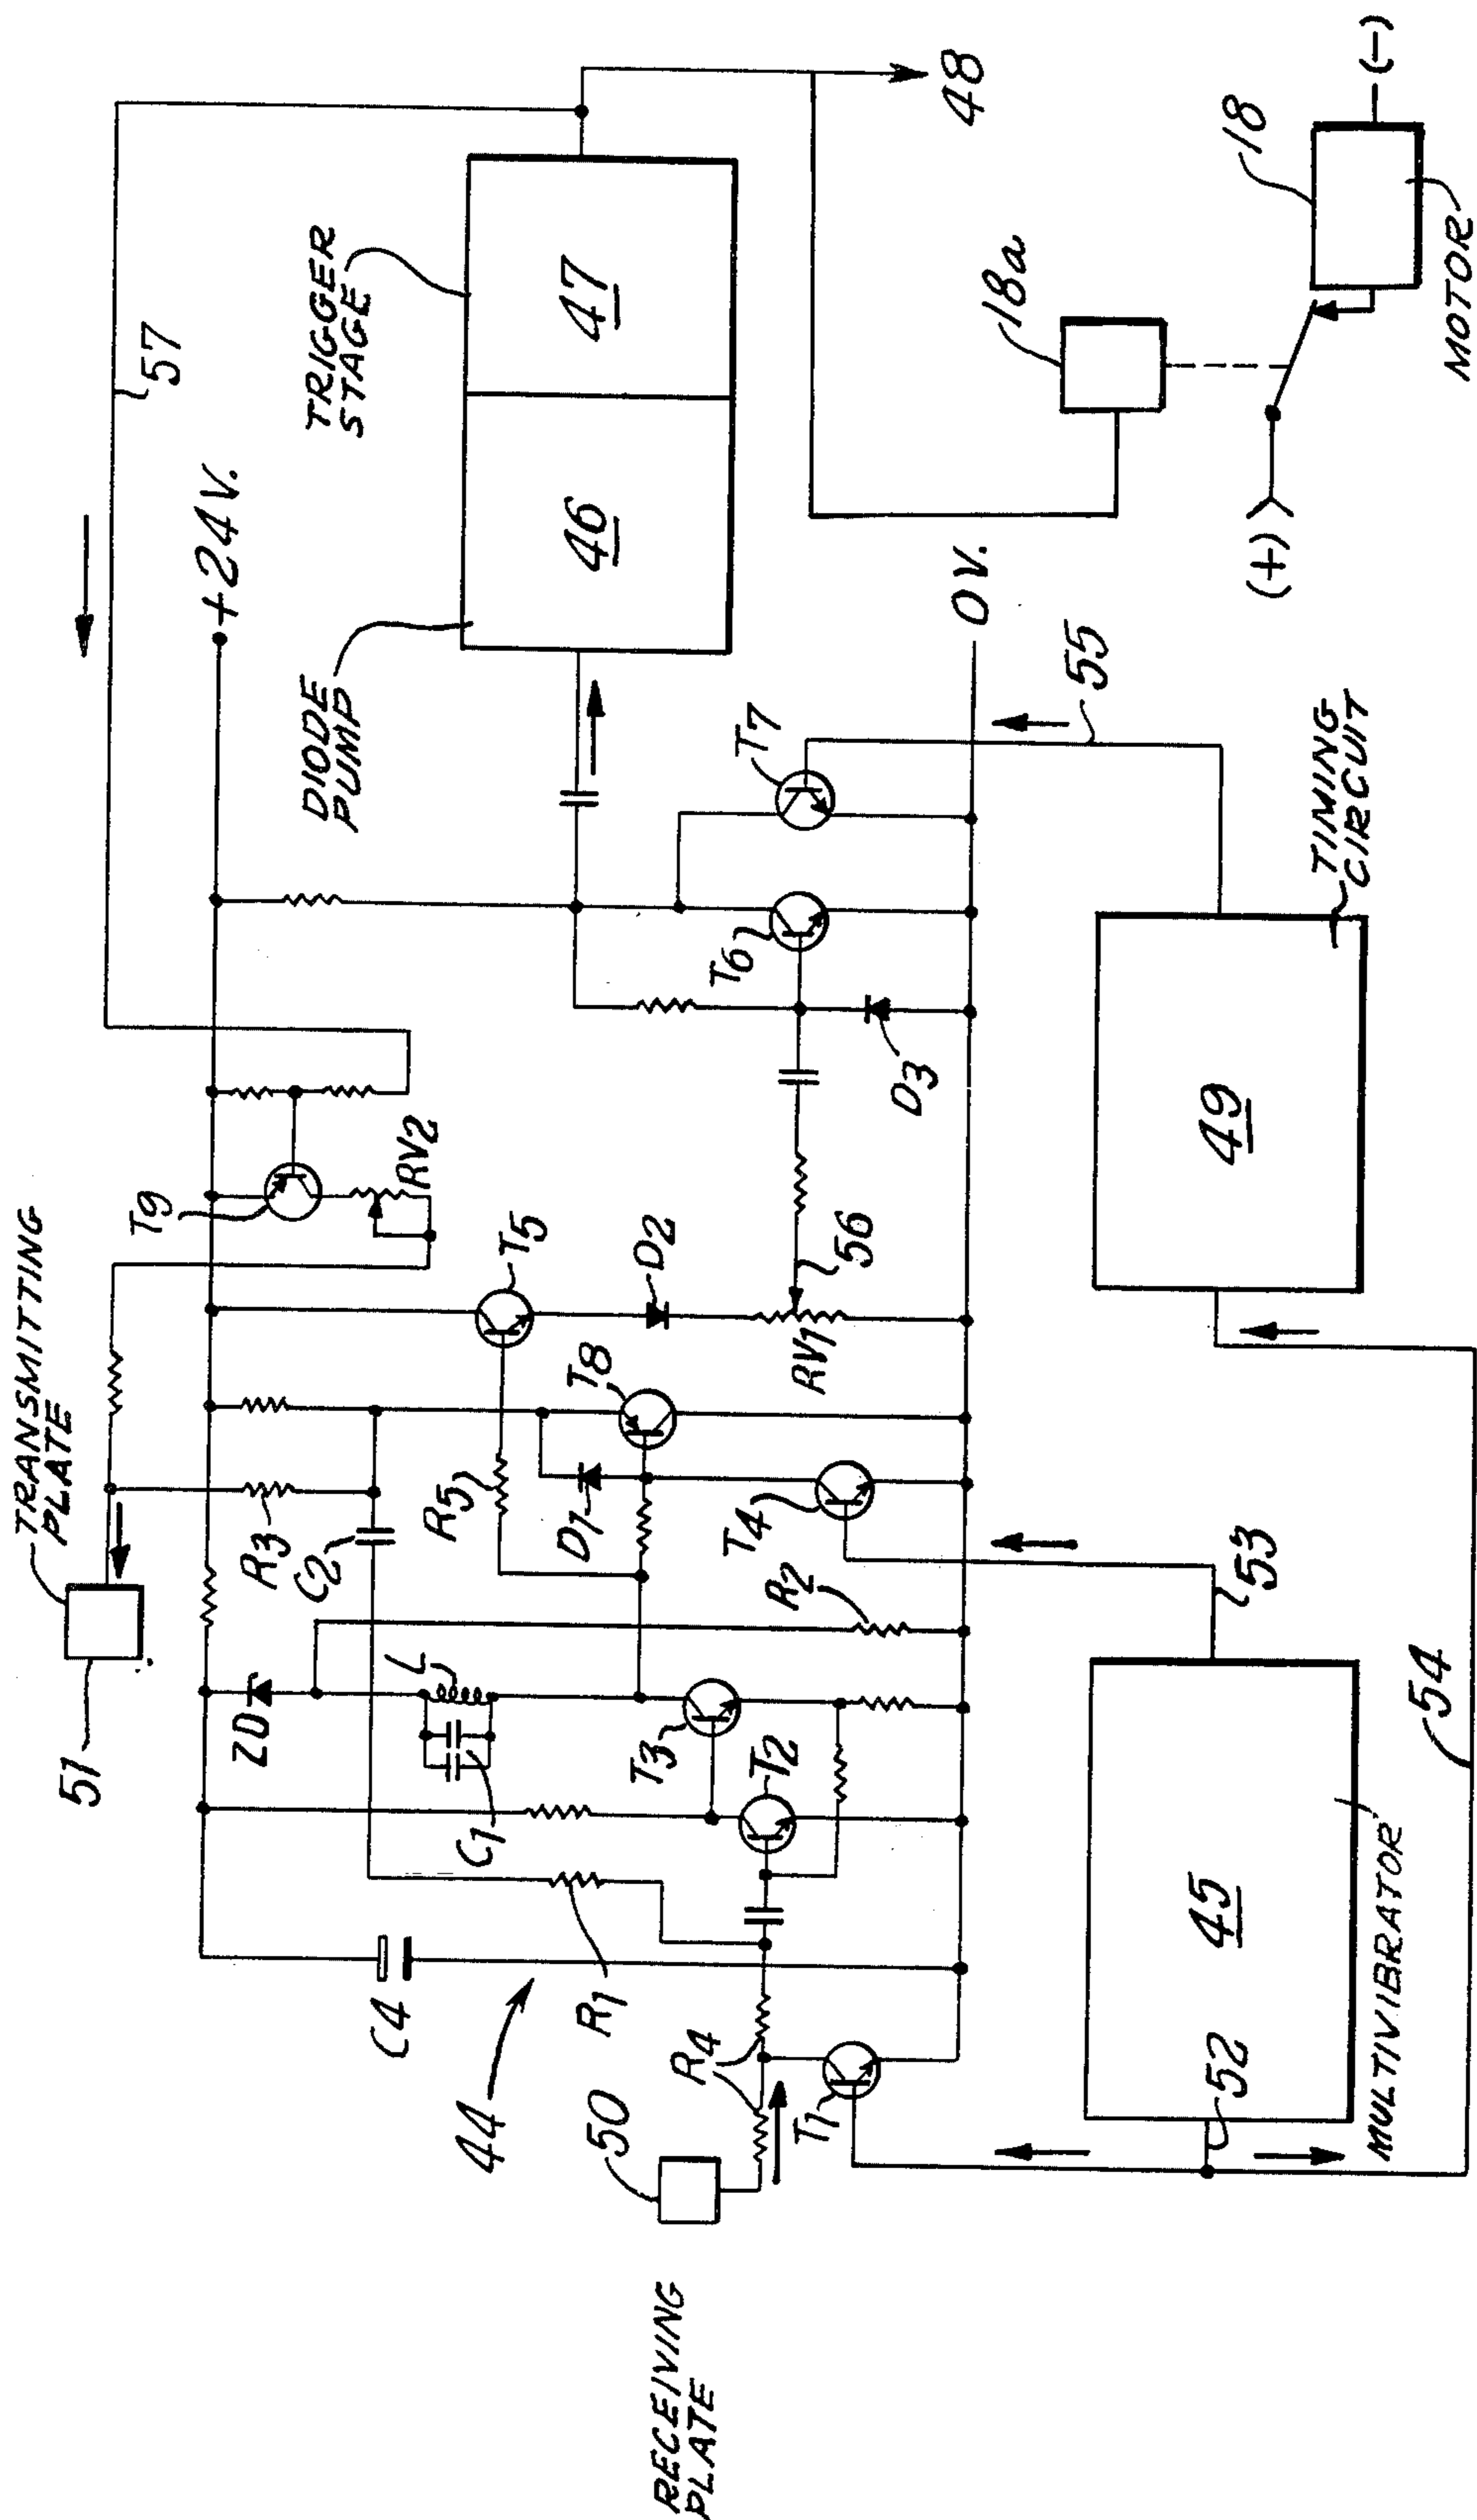 TRANSMITTING
PLATE
51
57
+24V.
T9
RV2
TRIGGER
STAGE
DIODE
PUMP
46
47
48
ZD
R3
C2
R5
T8
T5
D2
D1
L
C1
C4
44
R1
R2
T3
T2
T4
RV1
56
D3
T6
T7
0V.
RECEIVING
PLATE
50
R4
T1
52
45
MULTIVIBRATOR
53
54
49
TIMING
CIRCUIT
55
18a
18
(+)
(-)
MOTOR